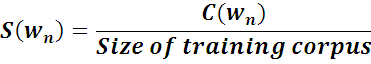 S(wₙ) = C(wₙ) / Size of training corpus